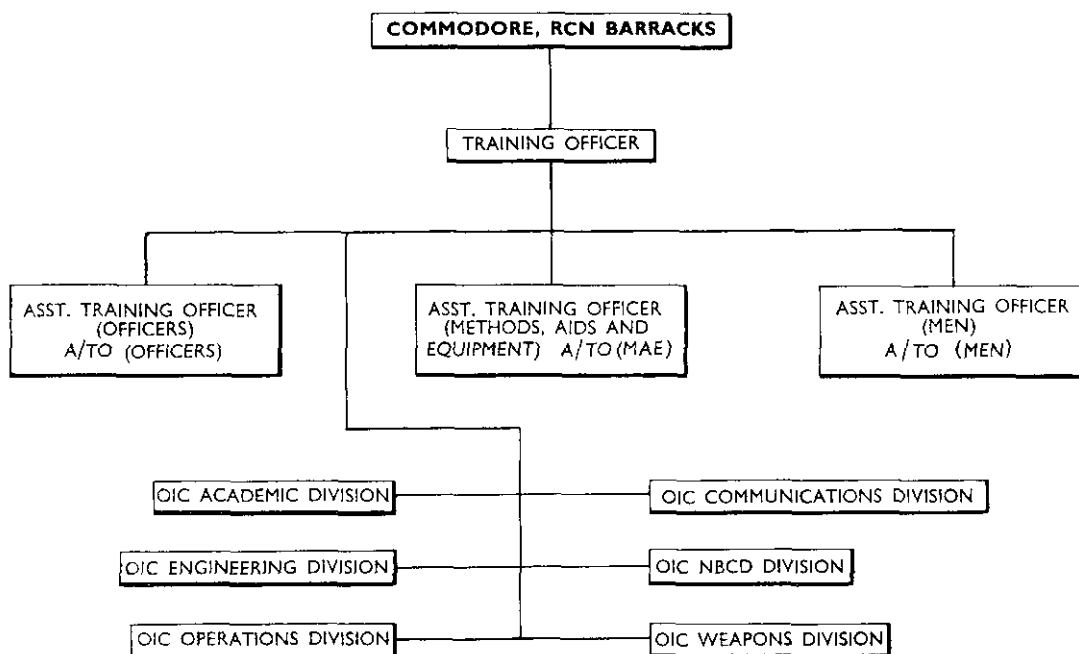 COMMODORE, RCN BARRACKS
TRAINING OFFICER
ASST. TRAINING OFFICER
(OFFICERS)
A/TO (OFFICERS)
ASST. TRAINING OFFICER
(METHODS, AIDS AND
EQUIPMENT) A/TO (MAE)
ASST. TRAINING OFFICER
(MEN)
A/TO (MEN)
OIC ACADEMIC DIVISION
OIC COMMUNICATIONS DIVISION
OIC ENGINEERING DIVISION
OIC NBCD DIVISION
OIC OPERATIONS DIVISION
OIC WEAPONS DIVISION